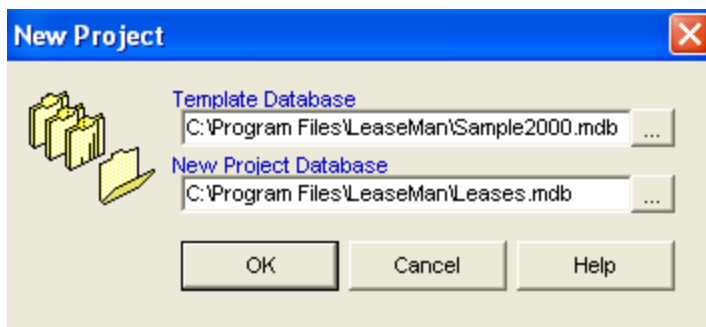 New Project
Template Database
C:\Program Files\LeaseMan\Sample2000.mdb ...
New Project Database
C:\Program Files\LeaseMan\Leases.mdb ...
OK Cancel Help